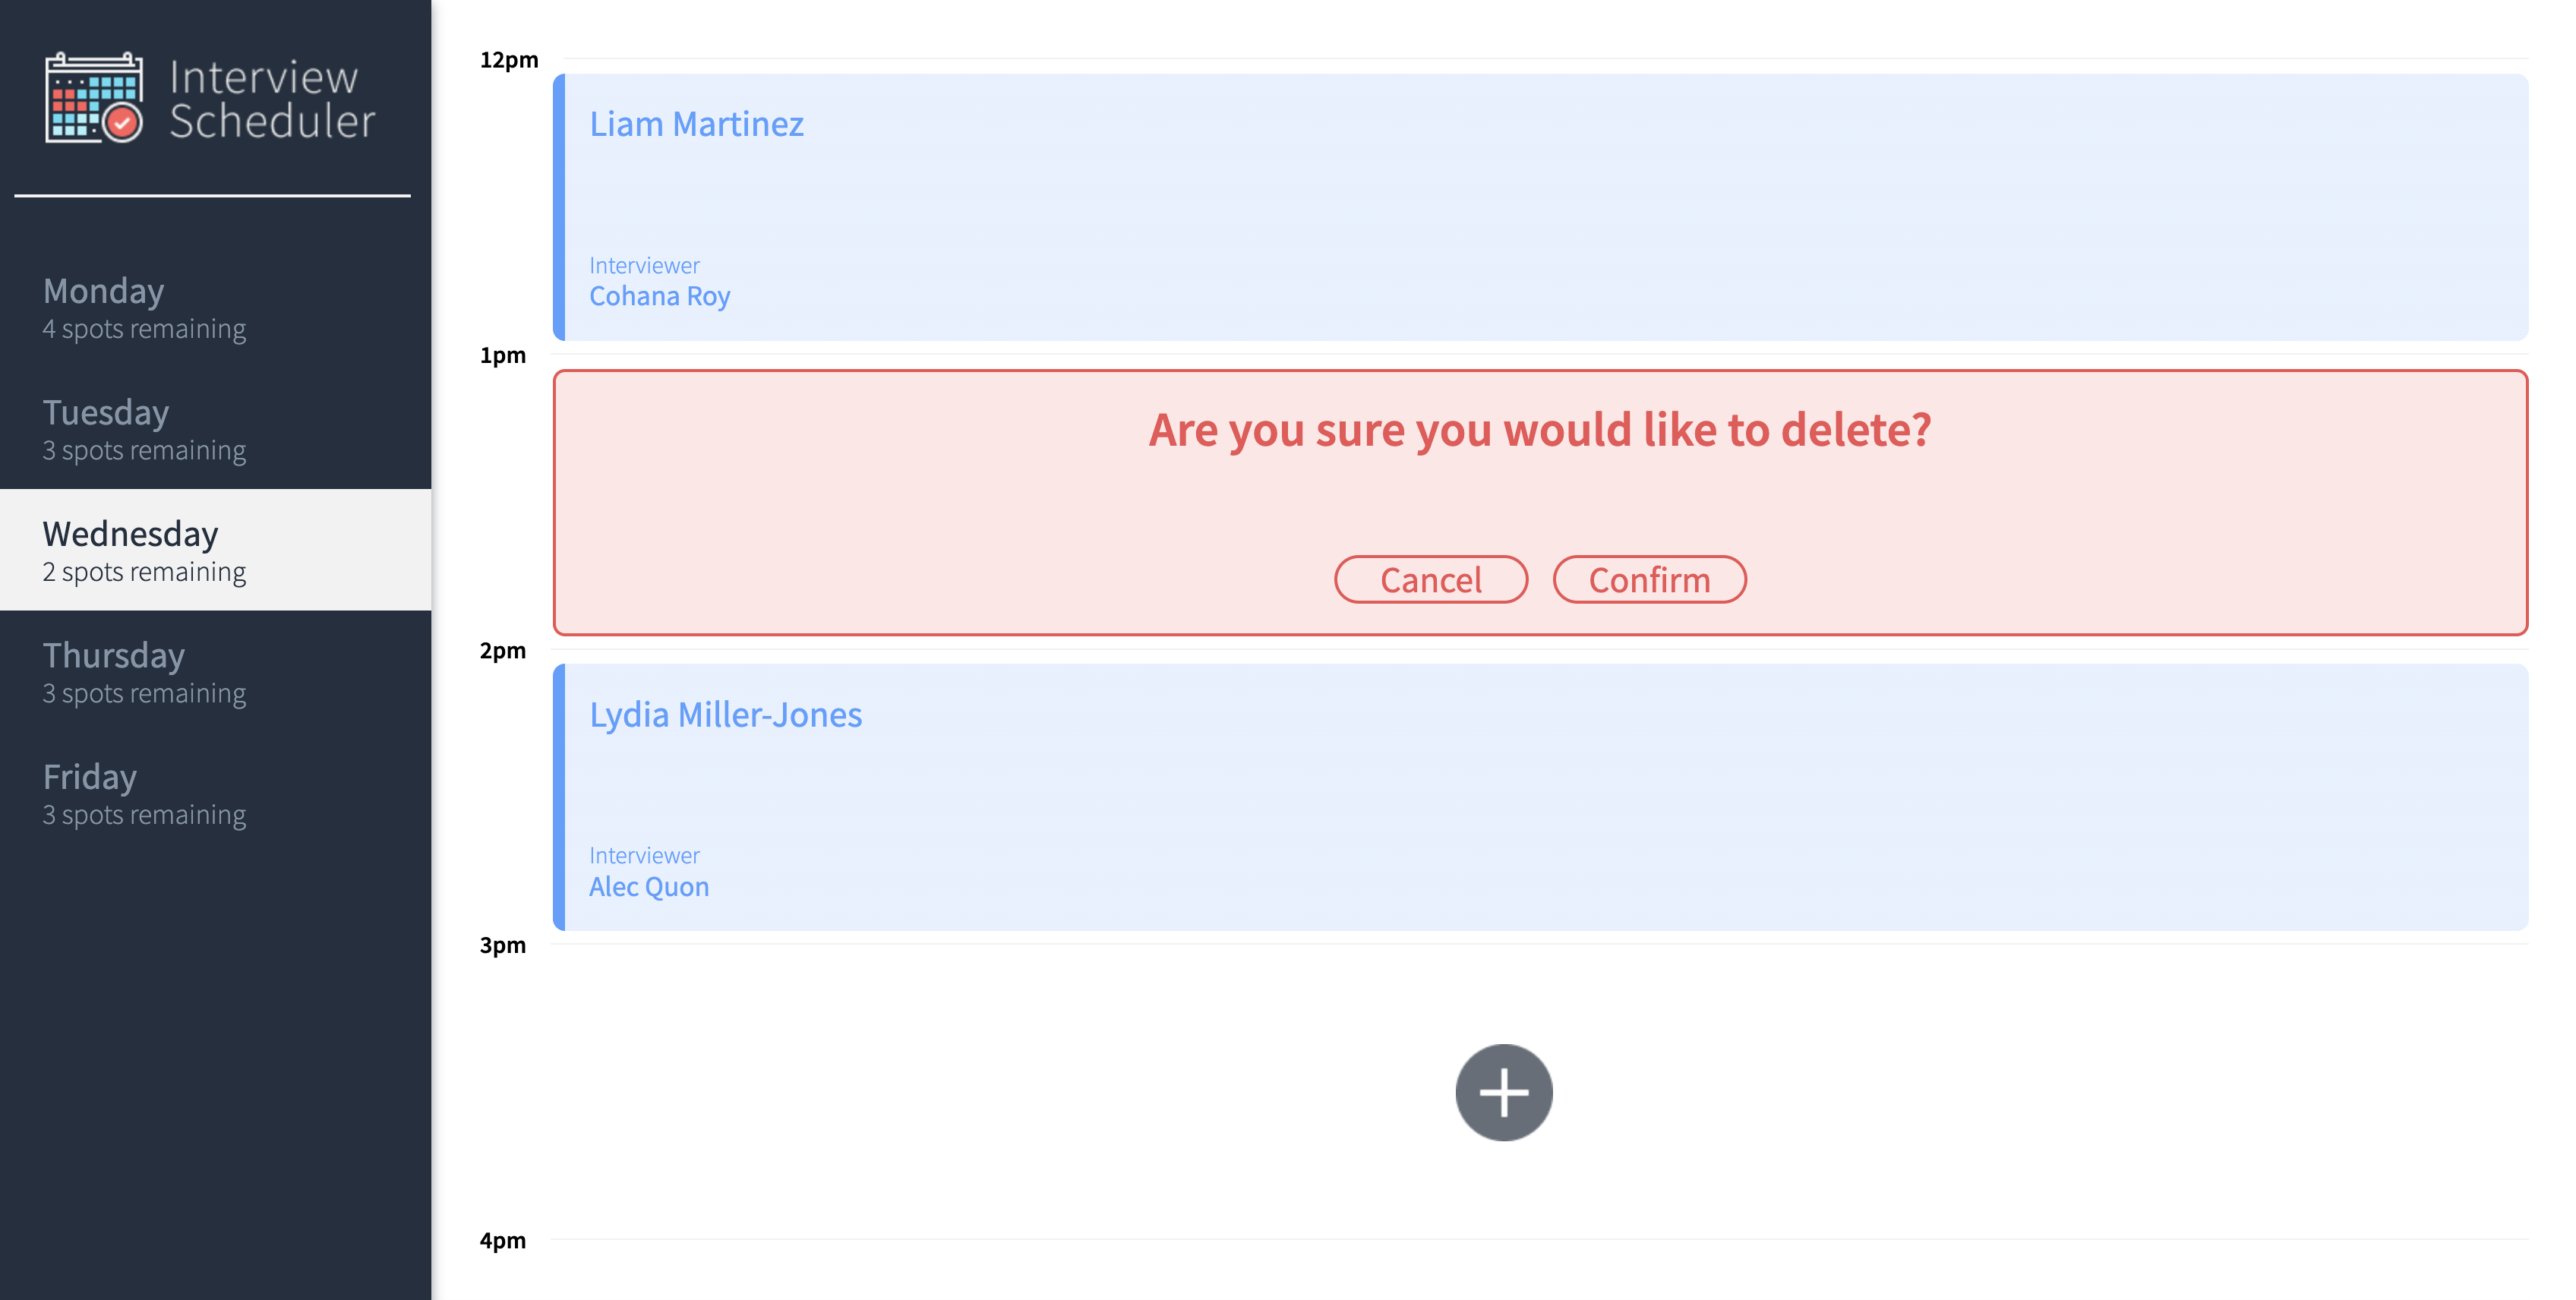 Interview
Scheduler
Monday
4 spots remaining
Tuesday
3 spots remaining
Wednesday
2 spots remaining
Thursday
3 spots remaining
Friday
3 spots remaining
12pm
Liam Martinez
Interviewer
Cohana Roy
1pm
Are you sure you would like to delete?
Cancel Confirm
2pm
Lydia Miller-Jones
Interviewer
Alec Quon
3pm
4pm